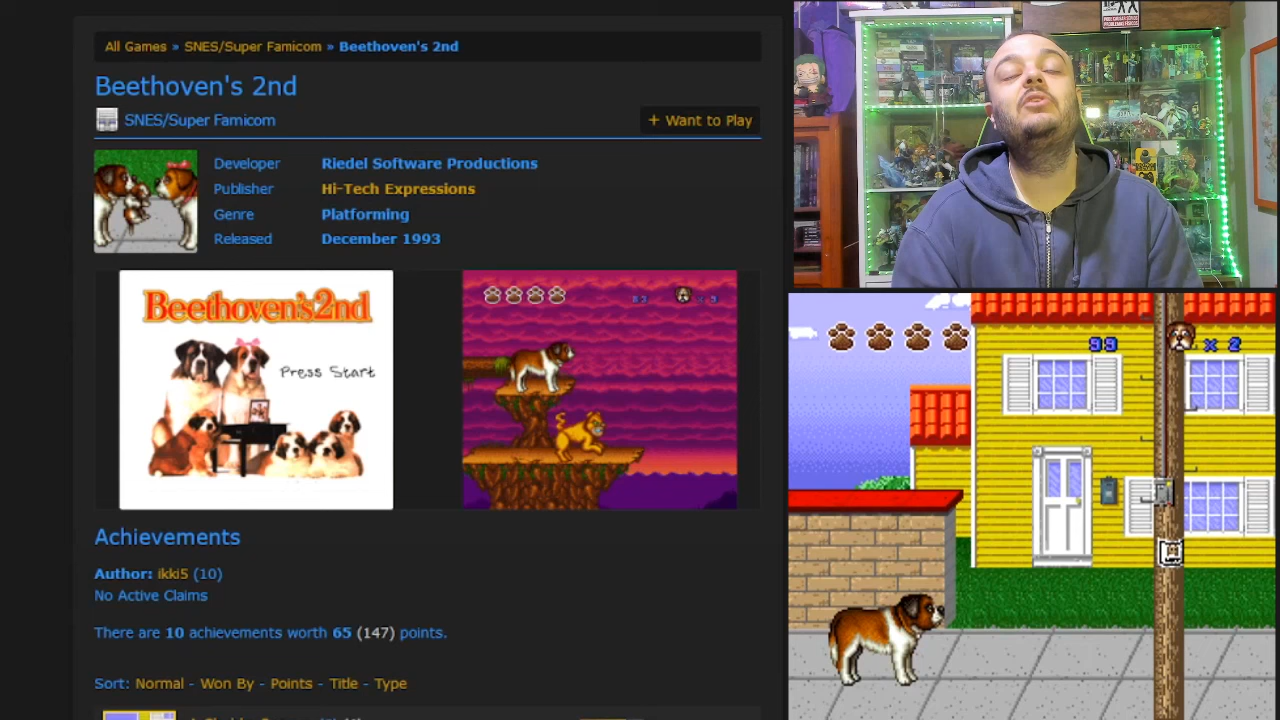 All Games » SNES/Super Famicom » Beethoven's 2nd
Beethoven's 2nd
SNES/Super Famicom
+ Want to Play
Developer Riedel Software Productions
Publisher Hi-Tech Expressions
Genre Platforming
Released December 1993
Beethoven's 2nd
Press Start
99
x 2
Achievements
Author: ikki5 (10)
No Active Claims
There are 10 achievements worth 65 (147) points.
Sort: Normal - Won By - Points - Title - Type